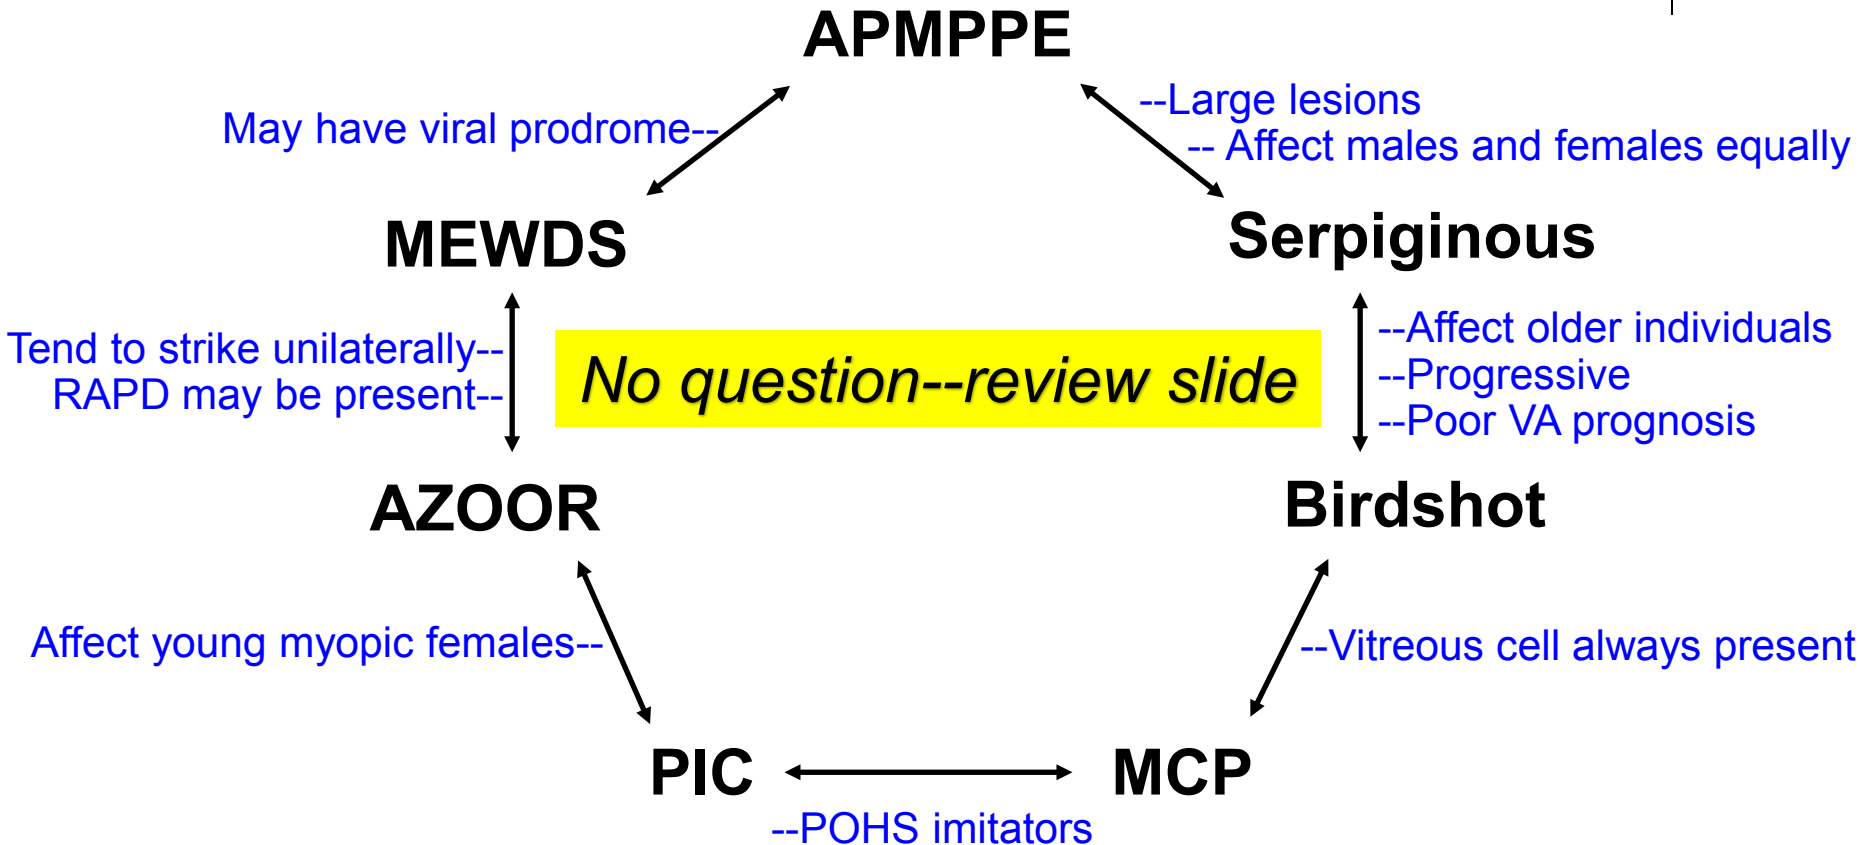 APMPPE
May have viral prodrome--
--Large lesions
-- Affect males and females equally
MEWDS
Serpiginous
Tend to strike unilaterally--
RAPD may be present--
No question--review slide
--Affect older individuals
--Progressive
--Poor VA prognosis
AZOOR
Birdshot
Affect young myopic females--
--Vitreous cell always present
PIC
MCP
--POHS imitators